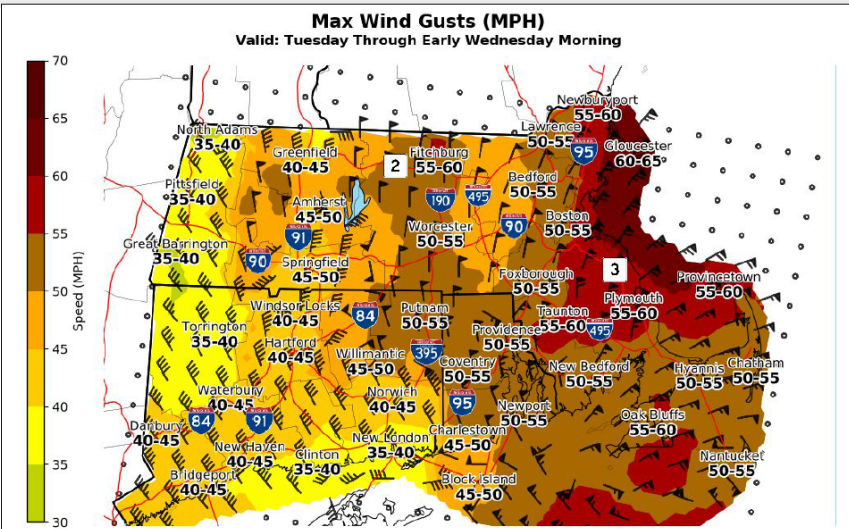 Max Wind Gusts (MPH)
Valid: Tuesday Through Early Wednesday Morning
70
65
60
55
50
45
40
35
30
Speed (MPH)
Newburyport
55-60
North Adams
35-40
Lawrence
50-55
95
Gloucester
60-65
Greenfield
40-45
2
Fitchburg
55-60
Pittsfield
35-40
Bedford
50-55
190
495
Amherst
45-50
Boston
50-55
Worcester
50-55
90
91
Great Barrington
35-40
90
Springfield
45-50
Foxborough
50-55
3
Provincetown
55-60
Windsor Locks
40-45
84
Putnam
50-55
Taunton
55-60
Plymouth
55-60
495
Torrington
35-40
Providence
50-55
Hartford
40-45
Willimantic
45-50
395
Coventry
50-55
New Bedford
50-55
Hyannis
50-55
Chatham
50-55
Waterbury
40-45
Norwich
40-45
95
Newport
50-55
Oak Bluffs
55-60
84
91
Danbury
40-45
Charlestown
45-50
New Haven
40-45
Clinton
35-40
New London
35-40
Nantucket
50-55
Bridgeport
40-45
Block Island
45-50